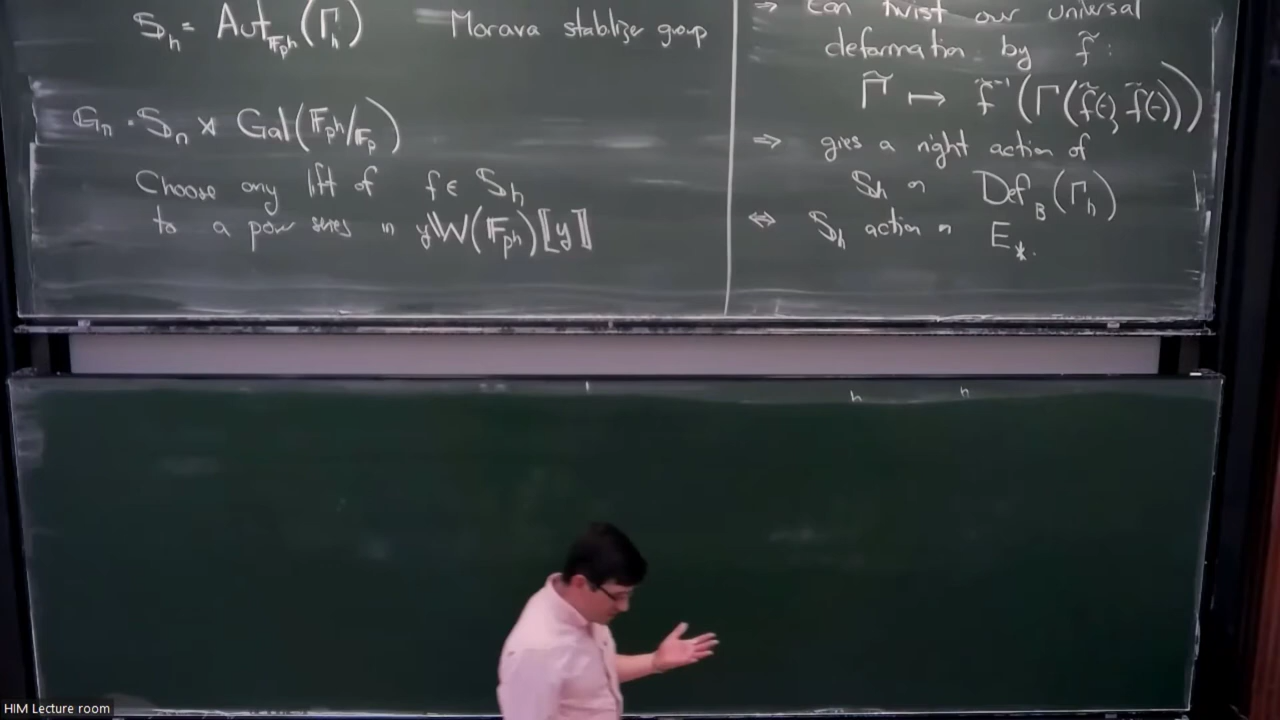 𝕊_h = Aut_{𝔽_{p^h}}(Γ_h) Morava stabilizer group
𝔾_n = 𝕊_n ⋊ Gal(𝔽_{p^h}/𝔽_p)
Choose any lift of f ∈ 𝕊_h
to a power series in y𝕎(𝔽_{p^h})⟦y⟧
⇒ Can twist our universal
deformation by f̃:
Γ̃ ↦ f̃^{-1}(Γ(f̃(-), f̃(-)))
⇒ gives a right action of
𝕊_h on Def_B(Γ_h)
⇔ 𝕊_h action on E_*.
h h
HIM Lecture room